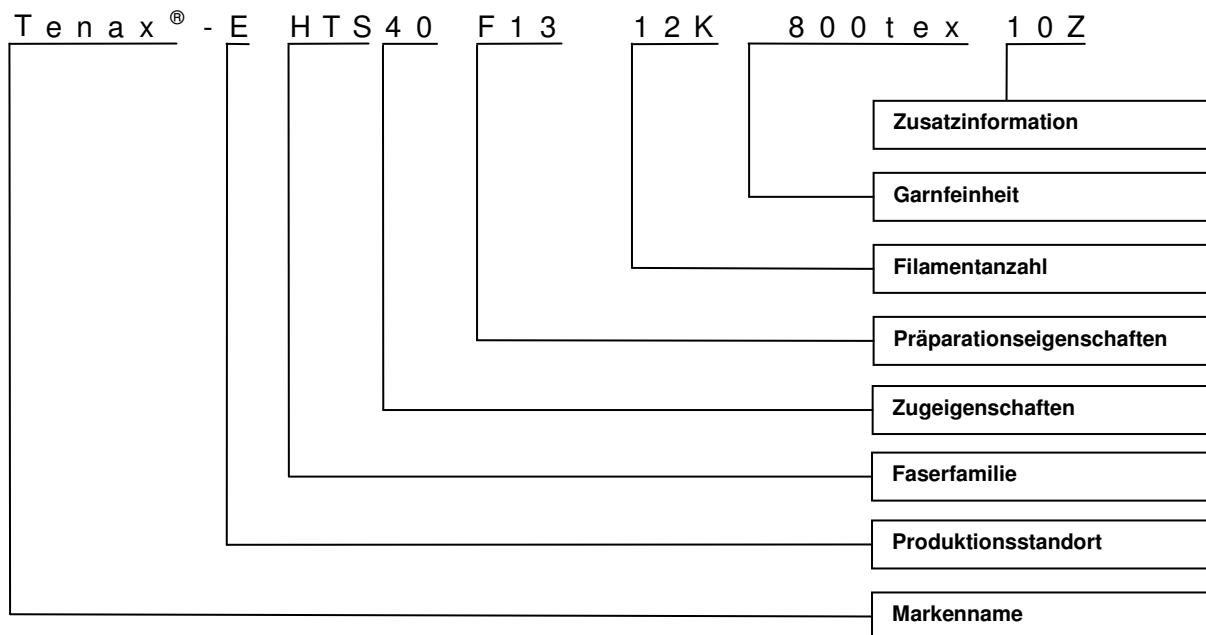 Tenax®-E HTS40 F13 12K 800tex 10Z
Zusatzinformation
Garnfeinheit
Filamentanzahl
Präparationseigenschaften
Zugeigenschaften
Faserfamilie
Produktionsstandort
Markenname